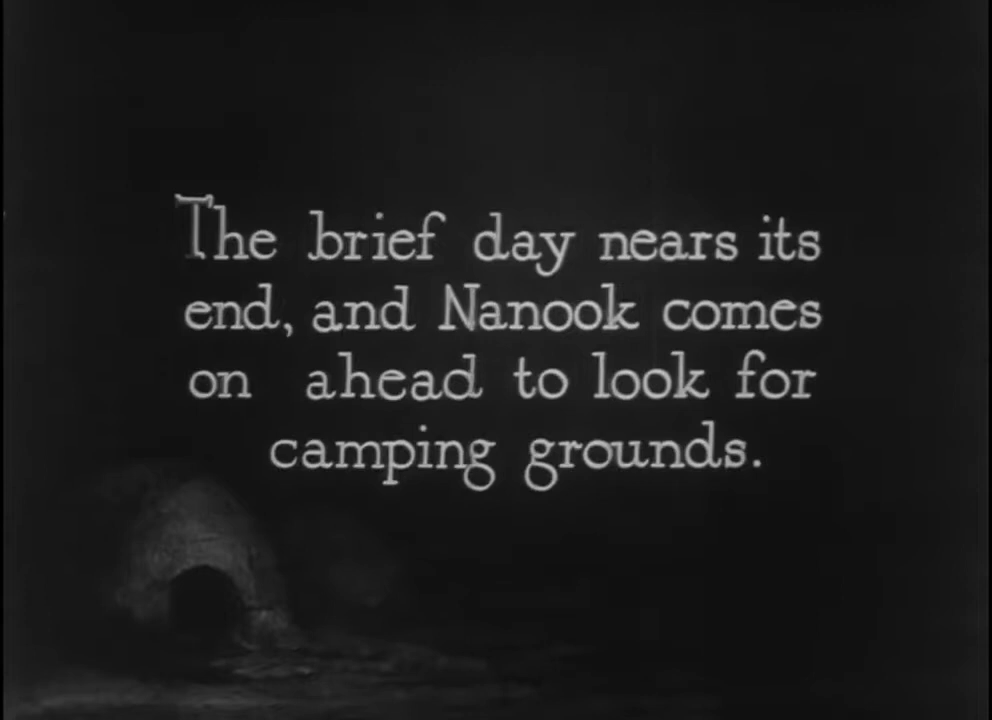 The brief day nears its
end, and Nanook comes
on ahead to look for
camping grounds.